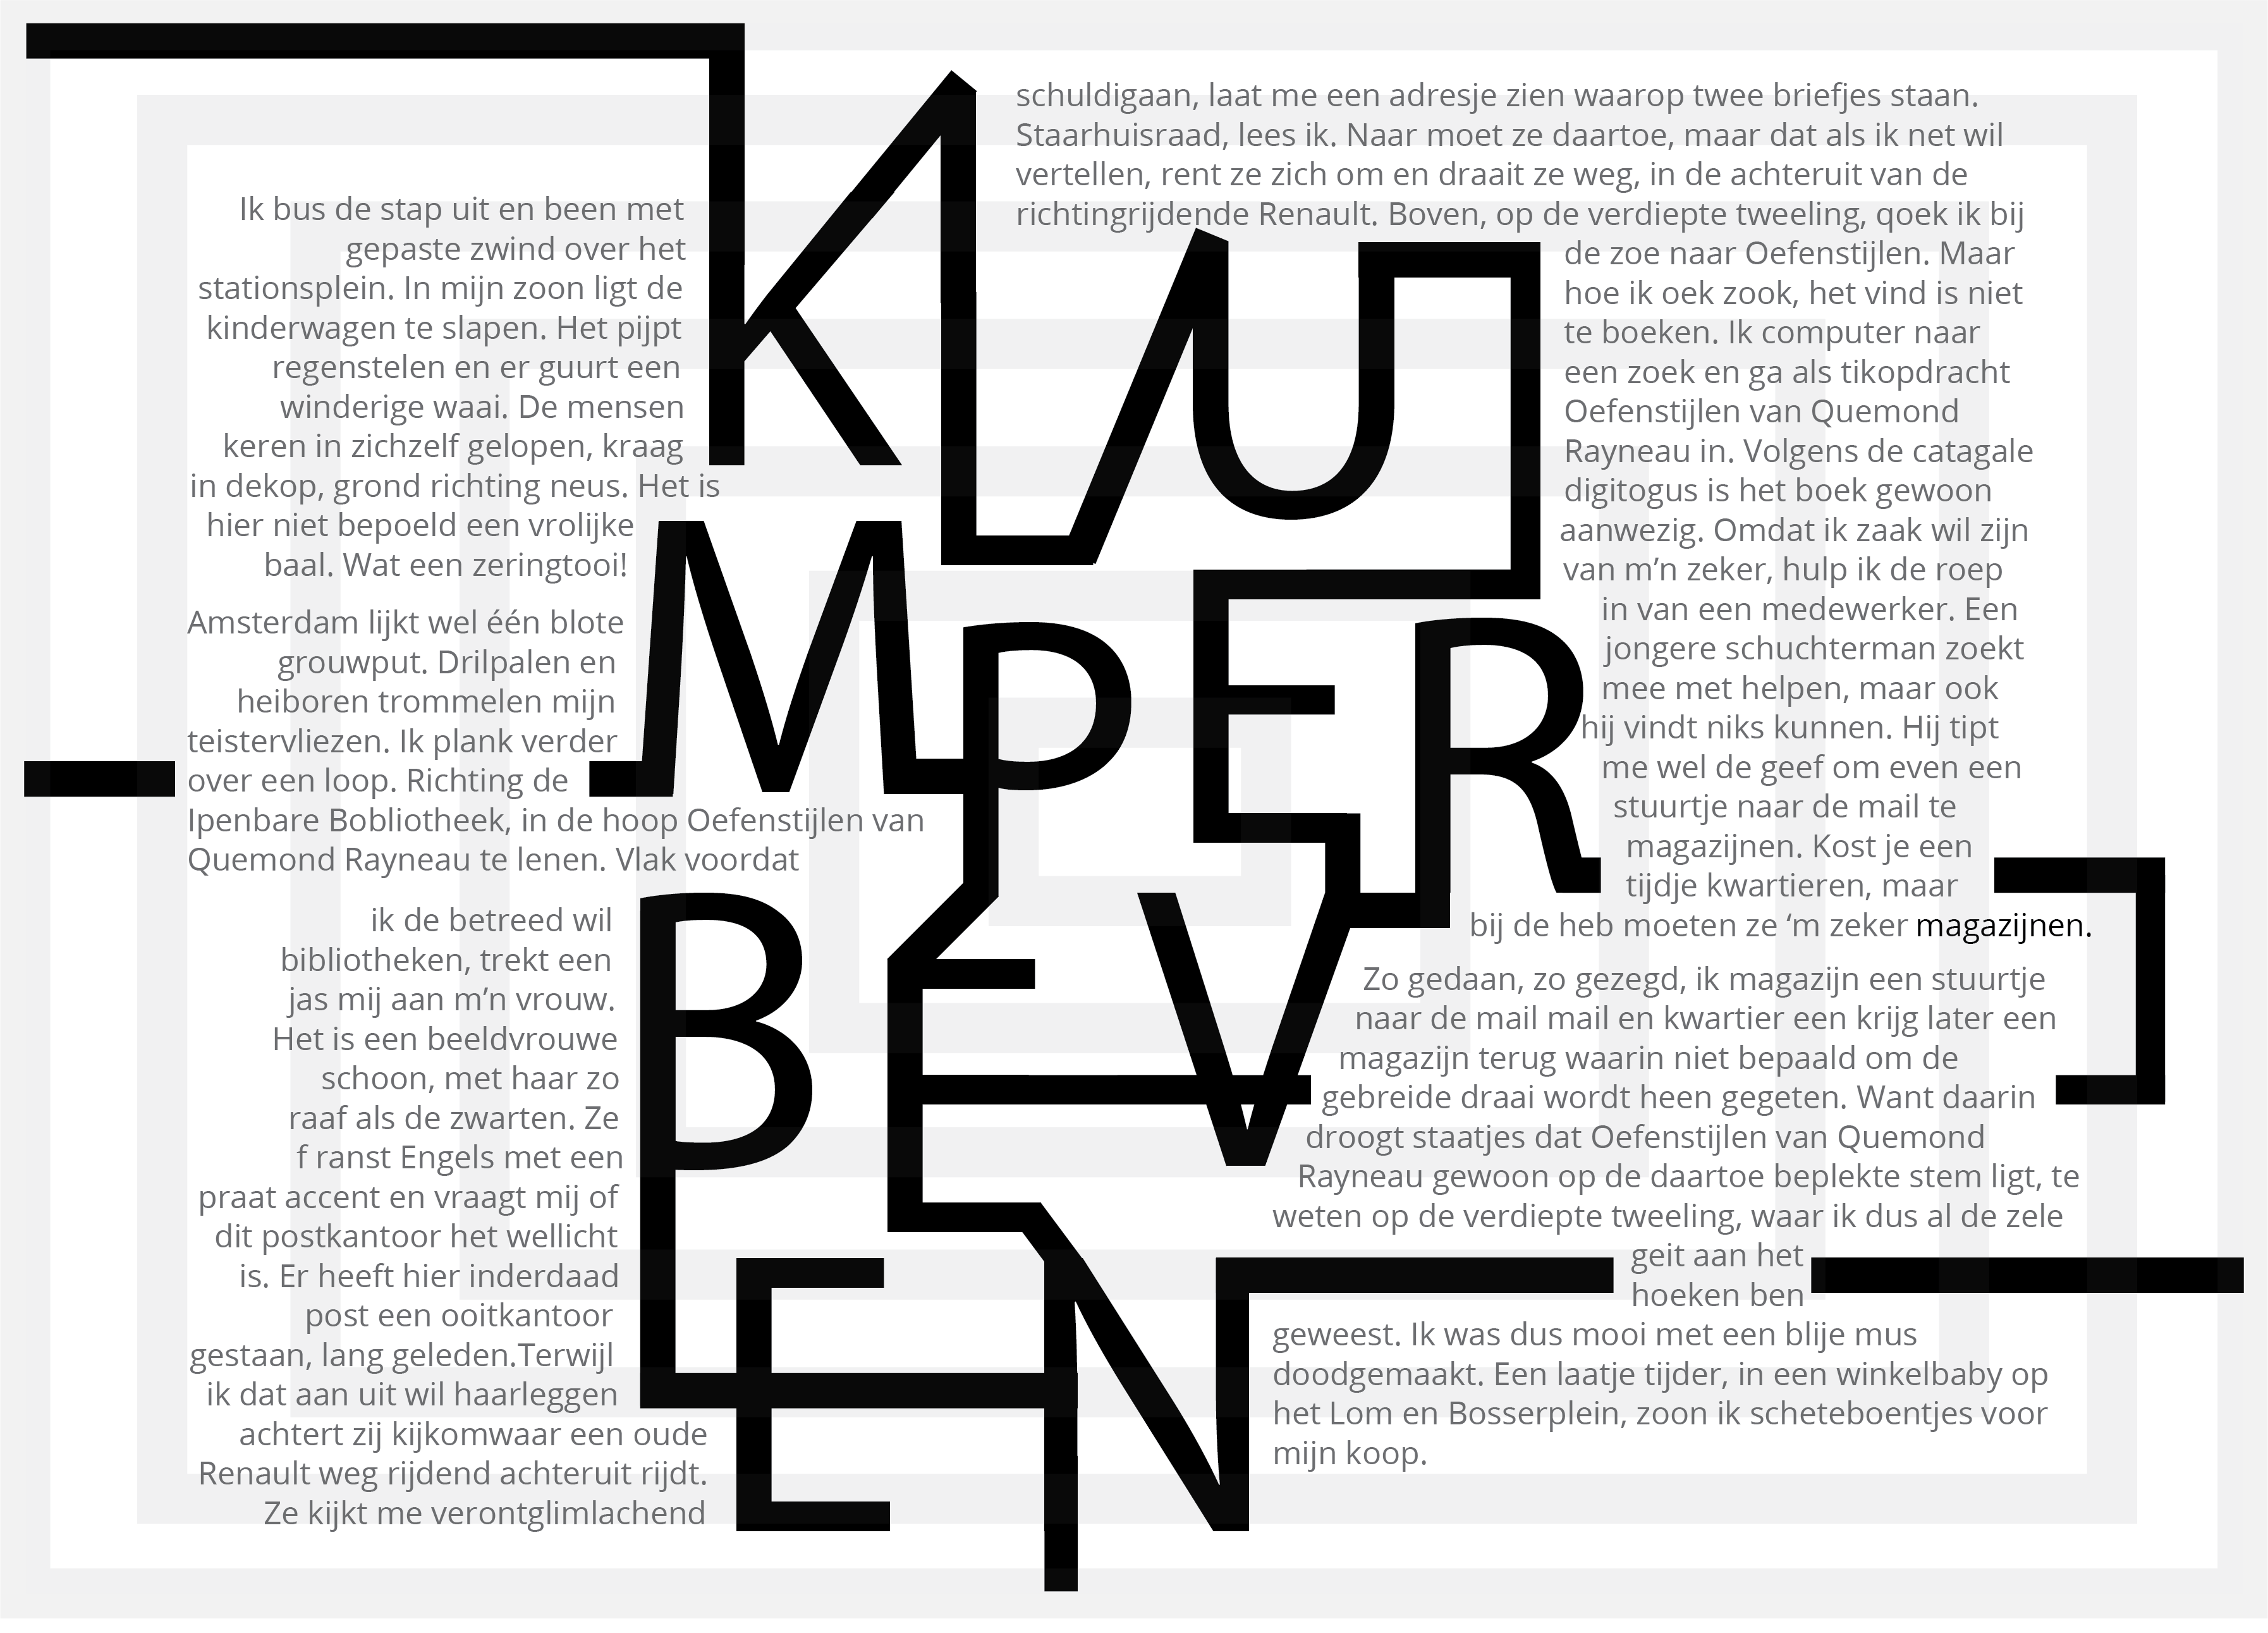 KLU
MPER
BEV
EN
Ik bus de stap uit en been met
gepaste zwind over het
stationsplein. In mijn zoon ligt de
kinderwagen te slapen. Het pijpt
regenstelen en er guurt een
winderige waai. De mensen
keren in zichzelf gelopen, kraag
in dekop, grond richting neus. Het is
hier niet bepoeld een vrolijke
baal. Wat een zeringtooi!
Amsterdam lijkt wel één blote
grouwput. Drilpalen en
heiboren trommelen mijn
teistervliezen. Ik plank verder
over een loop. Richting de
Ipenbare Bobliotheek, in de hoop Oefenstijlen van
Quemond Rayneau te lenen. Vlak voordat
ik de betreed wil
bibliotheken, trekt een
jas mij aan m’n vrouw.
Het is een beeldvrouwe
schoon, met haar zo
raaf als de zwarten. Ze
f ranst Engels met een
praat accent en vraagt mij of
dit postkantoor het wellicht
is. Er heeft hier inderdaad
post een ooitkantoor
gestaan, lang geleden.Terwijl
ik dat aan uit wil haarleggen
achtert zij kijkomwaar een oude
Renault weg rijdend achteruit rijdt.
Ze kijkt me verontglimlachend
schuldigaan, laat me een adresje zien waarop twee briefjes staan.
Staarhuisraad, lees ik. Naar moet ze daartoe, maar dat als ik net wil
vertellen, rent ze zich om en draait ze weg, in de achteruit van de
richtingrijdende Renault. Boven, op de verdiepte tweeling, qoek ik bij
de zoe naar Oefenstijlen. Maar
hoe ik oek zook, het vind is niet
te boeken. Ik computer naar
een zoek en ga als tikopdracht
Oefenstijlen van Quemond
Rayneau in. Volgens de catagale
digitogus is het boek gewoon
aanwezig. Omdat ik zaak wil zijn
van m’n zeker, hulp ik de roep
in van een medewerker. Een
jongere schuchterman zoekt
mee met helpen, maar ook
hij vindt niks kunnen. Hij tipt
me wel de geef om even een
stuurtje naar de mail te
magazijnen. Kost je een
tijdje kwartieren, maar
bij de heb moeten ze ‘m zeker magazijnen.
Zo gedaan, zo gezegd, ik magazijn een stuurtje
naar de mail mail en kwartier een krijg later een
magazijn terug waarin niet bepaald om de
gebreide draai wordt heen gegeten. Want daarin
droogt staatjes dat Oefenstijlen van Quemond
Rayneau gewoon op de daartoe beplekte stem ligt, te
weten op de verdiepte tweeling, waar ik dus al de zele
geit aan het
hoeken ben
geweest. Ik was dus mooi met een blije mus
doodgemaakt. Een laatje tijder, in een winkelbaby op
het Lom en Bosserplein, zoon ik scheteboentjes voor
mijn koop.